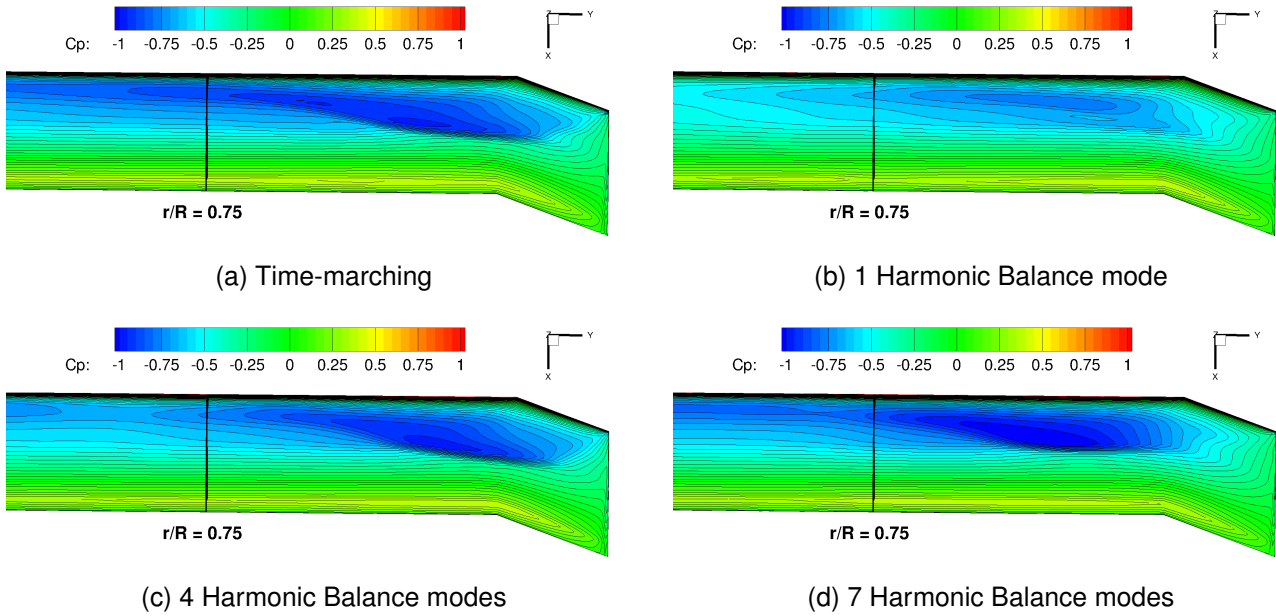 Cp: -1 -0.75 -0.5 -0.25 0 0.25 0.5 0.75 1
Z Y
X
r/R = 0.75
(a) Time-marching
Cp: -1 -0.75 -0.5 -0.25 0 0.25 0.5 0.75 1
Z Y
X
r/R = 0.75
(b) 1 Harmonic Balance mode
Cp: -1 -0.75 -0.5 -0.25 0 0.25 0.5 0.75 1
Z Y
X
r/R = 0.75
(c) 4 Harmonic Balance modes
Cp: -1 -0.75 -0.5 -0.25 0 0.25 0.5 0.75 1
Z Y
X
r/R = 0.75
(d) 7 Harmonic Balance modes